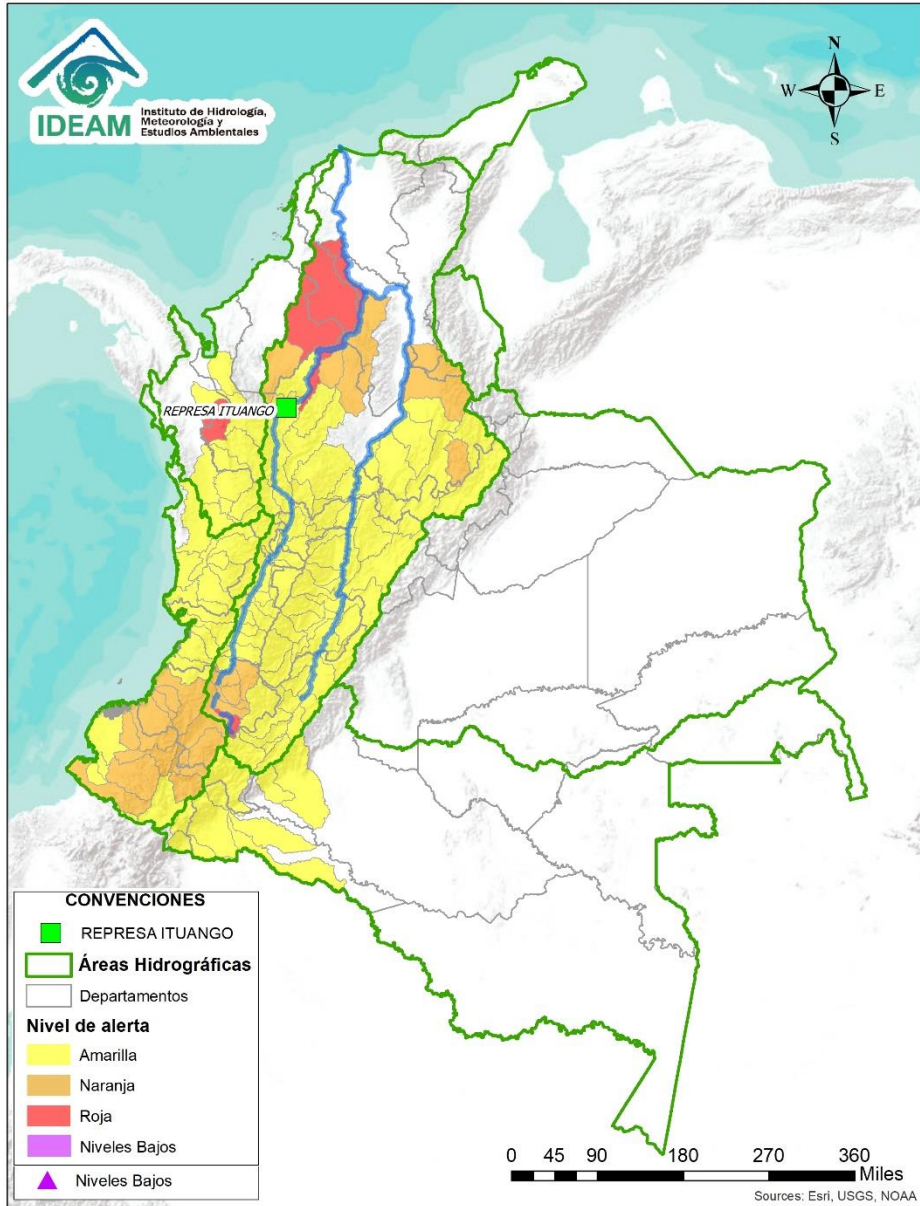 IDEAM
Instituto de Hidrología,
Meteorología y
Estudios Ambientales
N
W
E
S
REPRESA ITUANGO
CONVENCIONES
REPRESA ITUANGO
Áreas Hidrográficas
Departamentos
Nivel de alerta
Amarilla
Naranja
Roja
Niveles Bajos
Niveles Bajos
0 45 90 180 270 360
Miles
Sources: Esri, USGS, NOAA